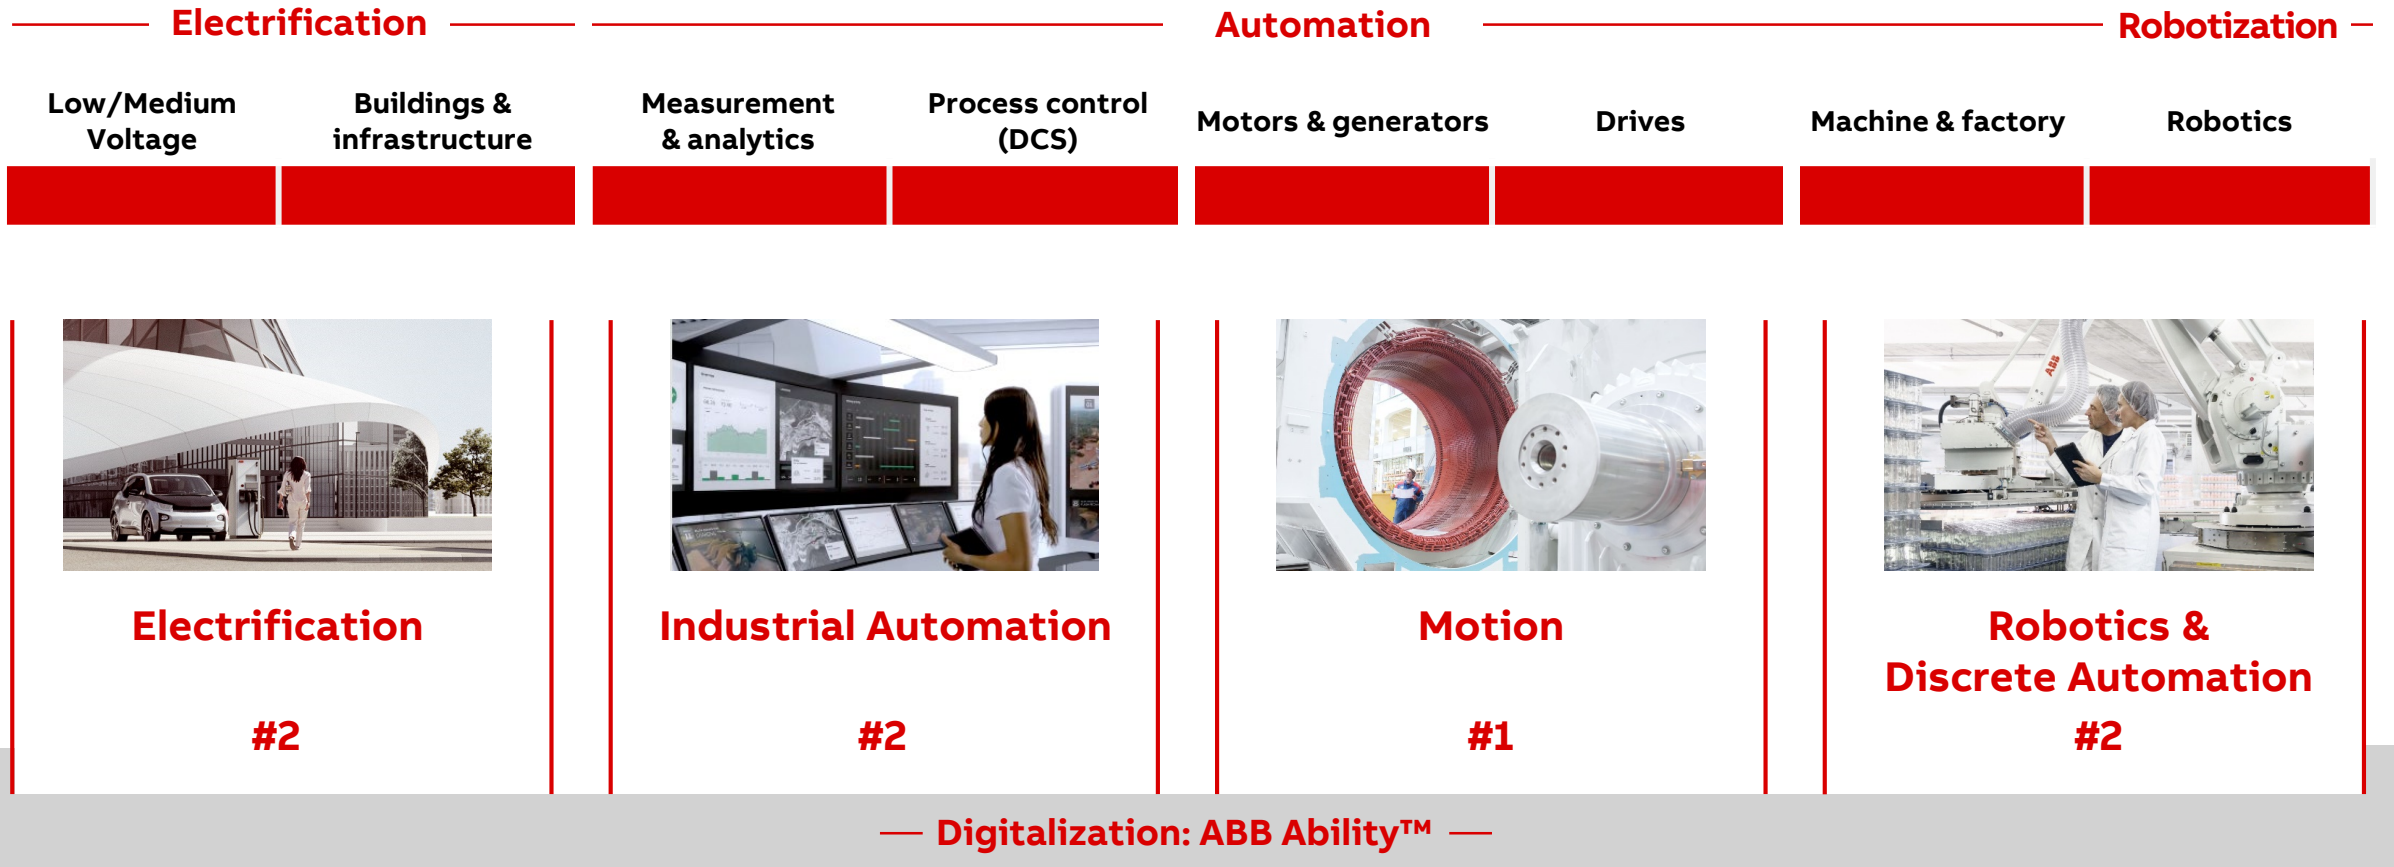 Electrification
Automation
Robotization
Low/Medium
Voltage
Buildings &
infrastructure
Measurement
& analytics
Process control
(DCS)
Motors & generators
Drives
Machine & factory
Robotics
ABB
Electrification
#2
Industrial Automation
#2
Motion
#1
Robotics &
Discrete Automation
#2
Digitalization: ABB Ability™